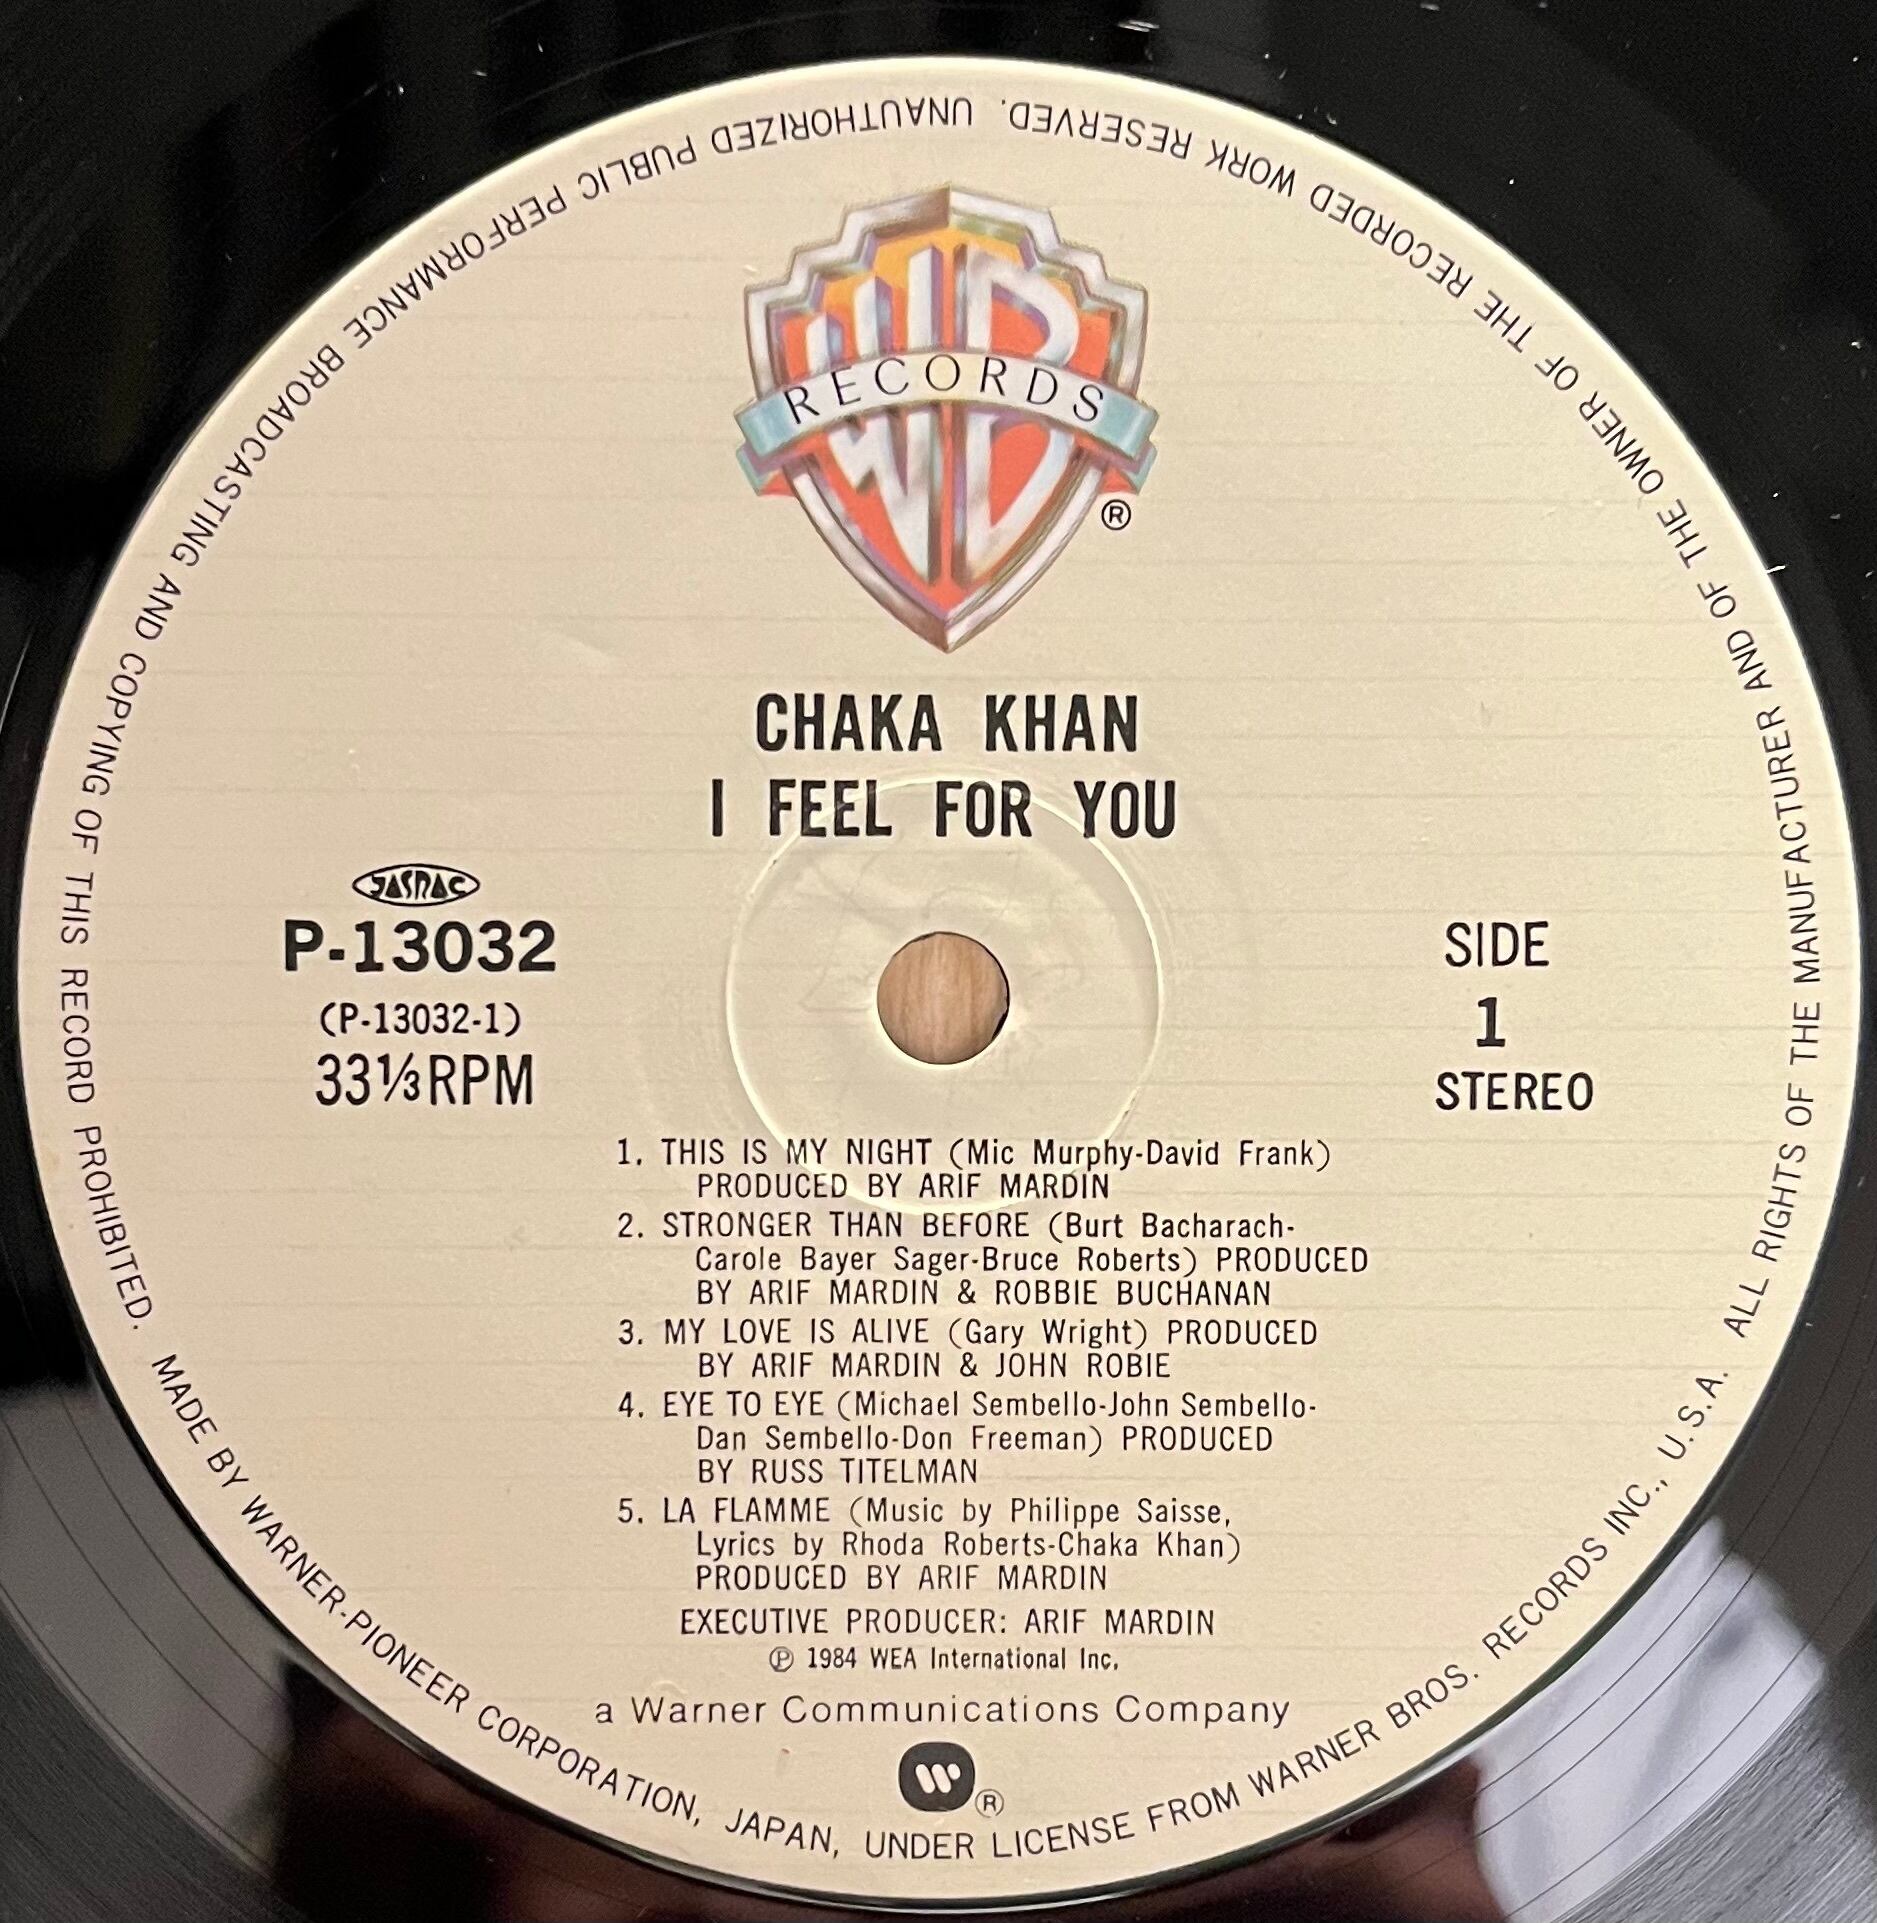 WB
RECORDS
®
CHAKA KHAN
I FEEL FOR YOU
JASRAC
P-13032
(P-13032-1)
33⅓RPM
SIDE
1
STEREO
1. THIS IS MY NIGHT (Mic Murphy-David Frank)
PRODUCED BY ARIF MARDIN
2. STRONGER THAN BEFORE (Burt Bacharach-
Carole Bayer Sager-Bruce Roberts) PRODUCED
BY ARIF MARDIN & ROBBIE BUCHANAN
3. MY LOVE IS ALIVE (Gary Wright) PRODUCED
BY ARIF MARDIN & JOHN ROBIE
4. EYE TO EYE (Michael Sembello-John Sembello-
Dan Sembello-Don Freeman) PRODUCED
BY RUSS TITELMAN
5. LA FLAMME (Music by Philippe Saisse,
Lyrics by Rhoda Roberts-Chaka Khan)
PRODUCED BY ARIF MARDIN
EXECUTIVE PRODUCER: ARIF MARDIN
℗ 1984 WEA International Inc.
a Warner Communications Company
W ®
MADE BY WARNER-PIONEER CORPORATION, JAPAN, UNDER LICENSE FROM WARNER BROS. RECORDS INC., U.S.A. ALL RIGHTS OF THE MANUFACTURER AND OF THE OWNER OF THE RECORDED WORK RESERVED. UNAUTHORIZED PUBLIC PERFORMANCE BROADCASTING AND COPYING OF THIS RECORD PROHIBITED.